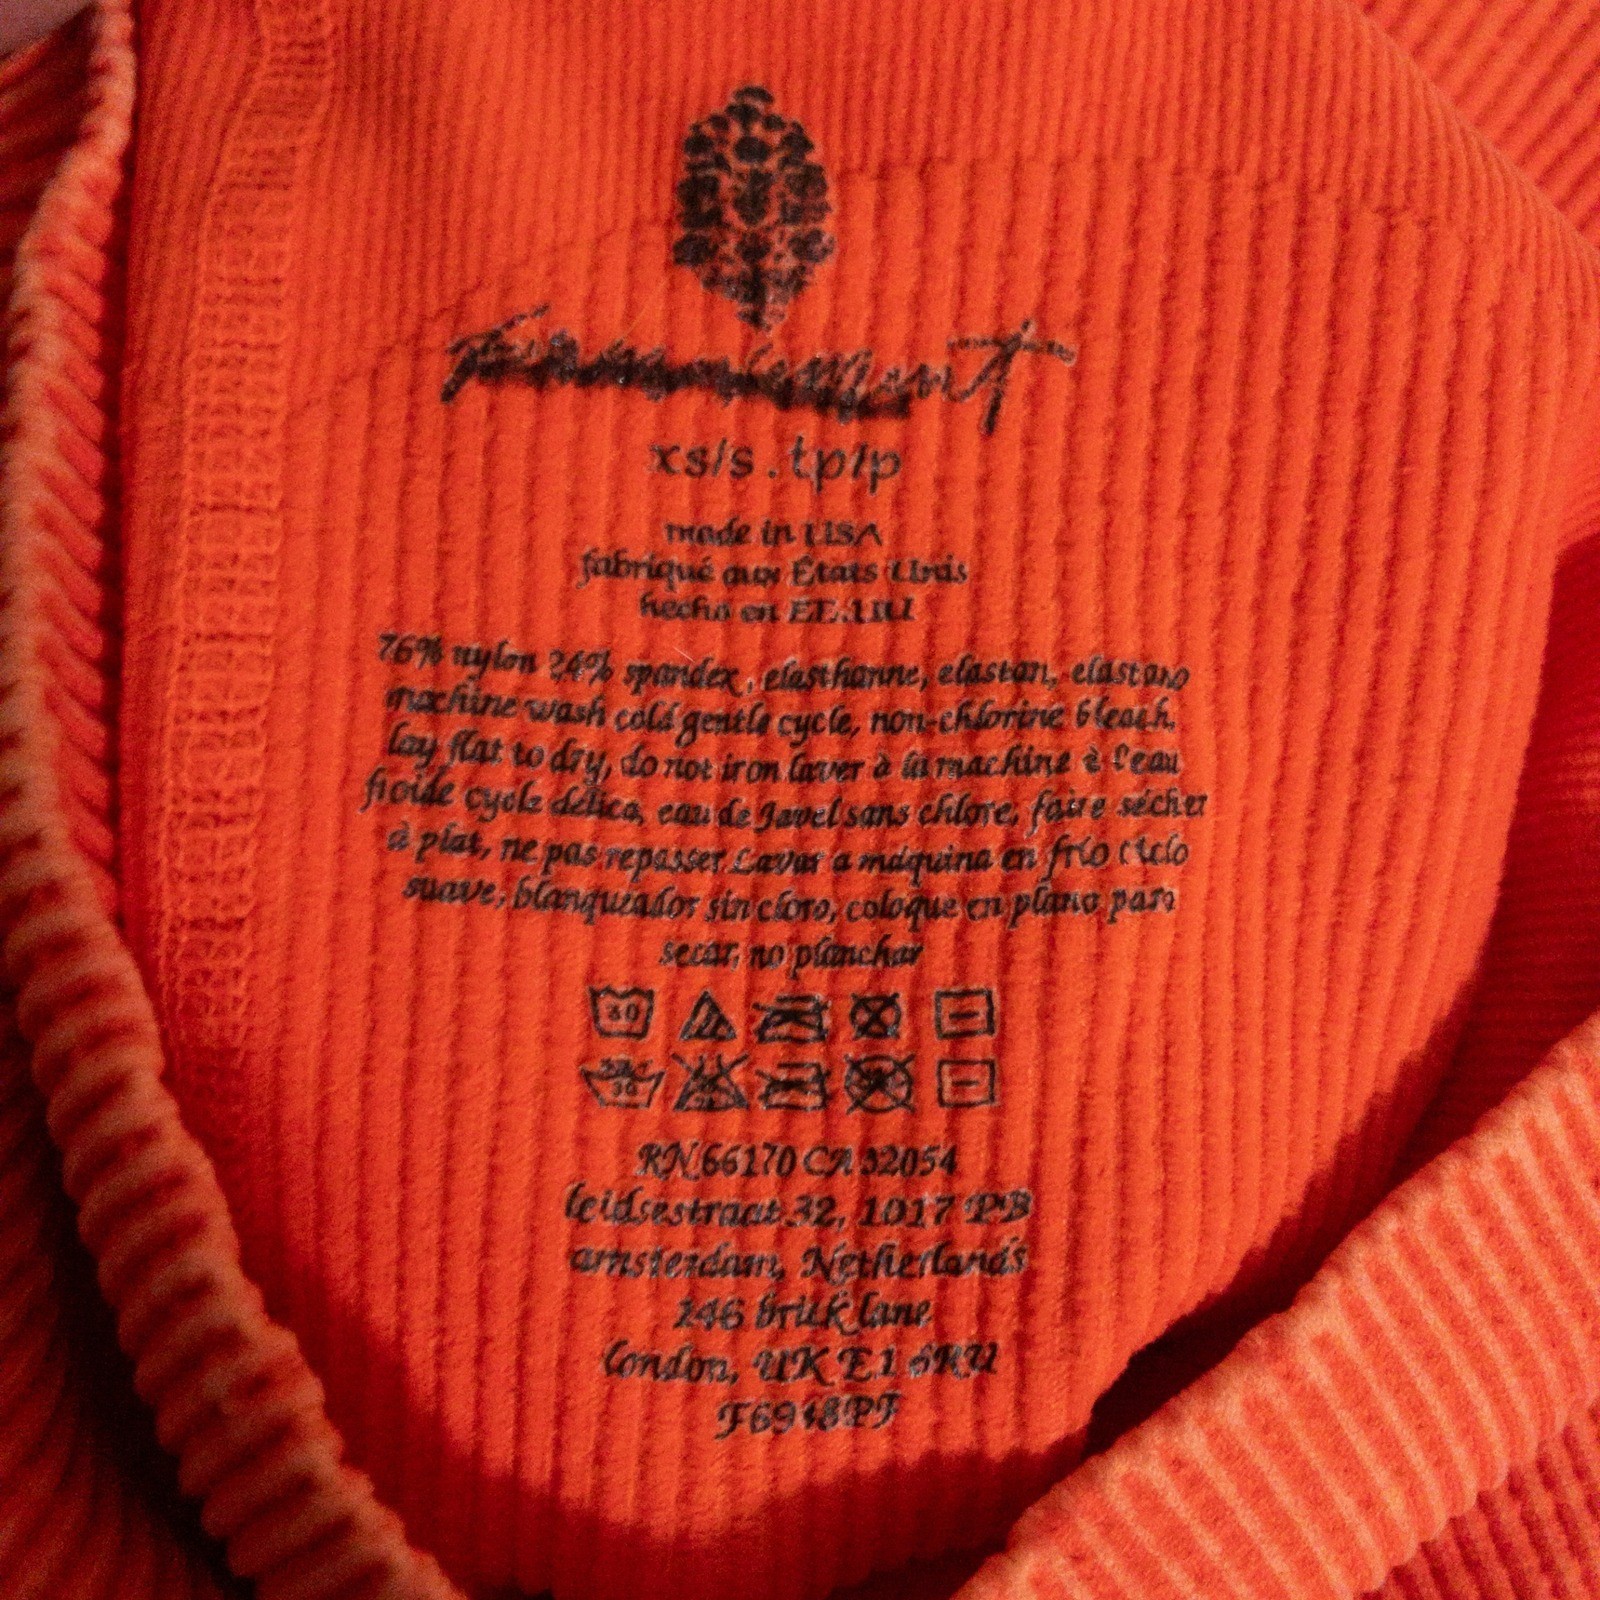 xs/s . tp/p
made in USA
fabriqué aux États Unis
hecho en EE.UU
76% nylon 24% spandex, elasthanne, elastan, elastano
machine wash cold gentle cycle, non-chlorine bleach,
lay flat to dry, do not iron laver à la machine à l'eau
froide cycle délica, eau de Javel sans chlore, faire sécher
à plat, ne pas repasser Lavar a máquina en frío ciclo
suave, blanqueador sin cloro, coloque en plano para
secar, no planchar
30
30
RN 66170 CA 32054
leidsestraat 32, 1017 PB
amsterdam, Netherlands
146 brick lane
london, UK E1 6RU